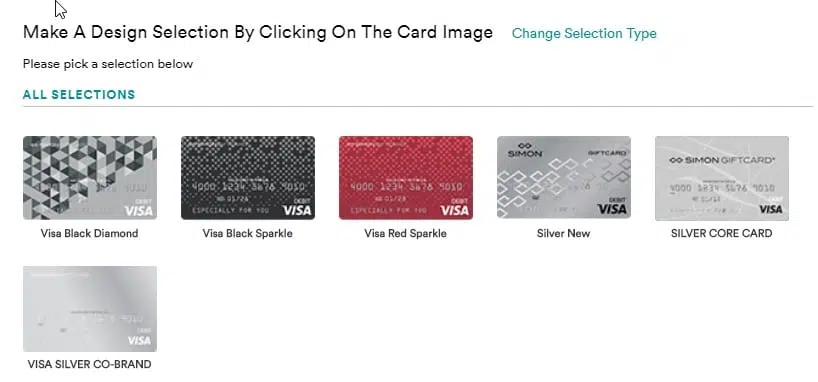 Make A Design Selection By Clicking On The Card Image Change Selection Type
Please pick a selection below
ALL SELECTIONS
4000 1234 5678 9010
DEBIT
VISA
Visa Black Diamond
4000 1234 5678 9010
01/28
DEBIT
ESPECIALLY FOR YOU VISA
Visa Black Sparkle
4000 1234 5678 9010
01/28
DEBIT
ESPECIALLY FOR YOU VISA
Visa Red Sparkle
SIMON GIFTCARD
DEBIT
VISA
Silver New
SIMON GIFTCARD
4000 1234 5678 9010
DEBIT
VISA
SILVER CORE CARD
DEBIT
VISA
VISA SILVER CO-BRAND